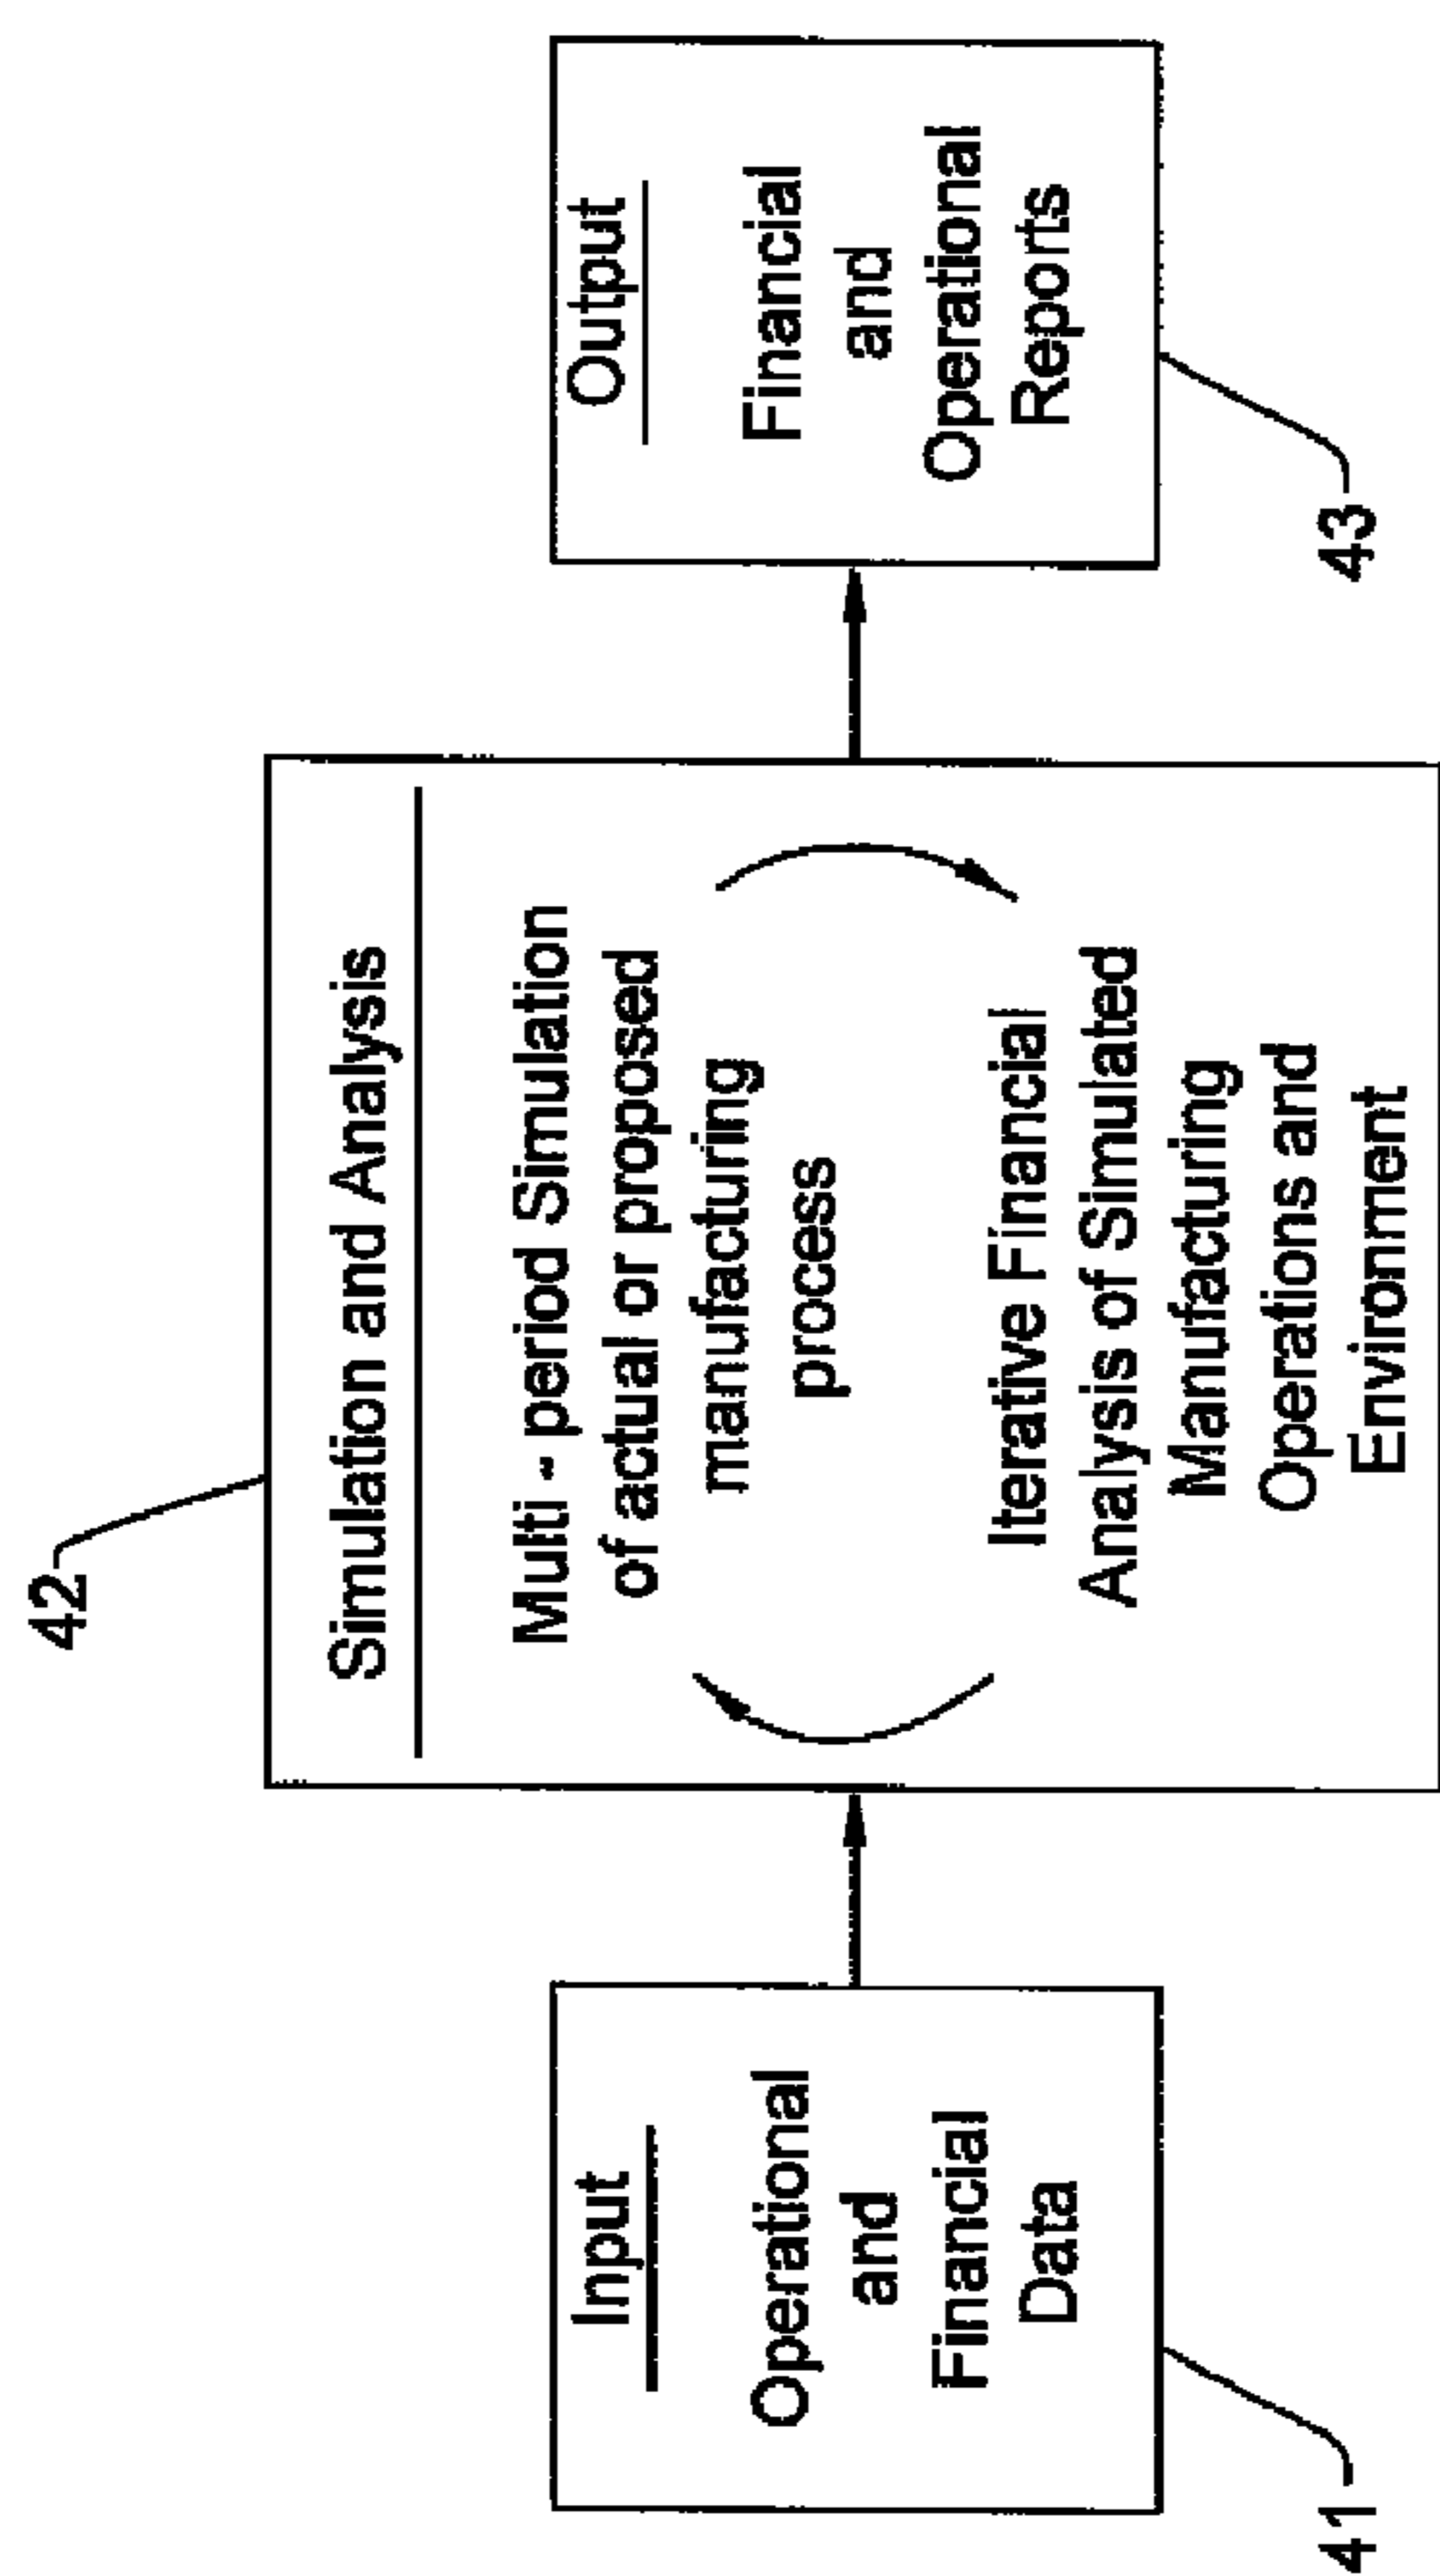 42
Input
Operational
and
Financial
Data
41
Simulation and Analysis
Multi - period Simulation
of actual or proposed
manufacturing
process
Iterative Financial
Analysis of Simulated
Manufacturing
Operations and
Environment
Output
Financial
and
Operational
Reports
43